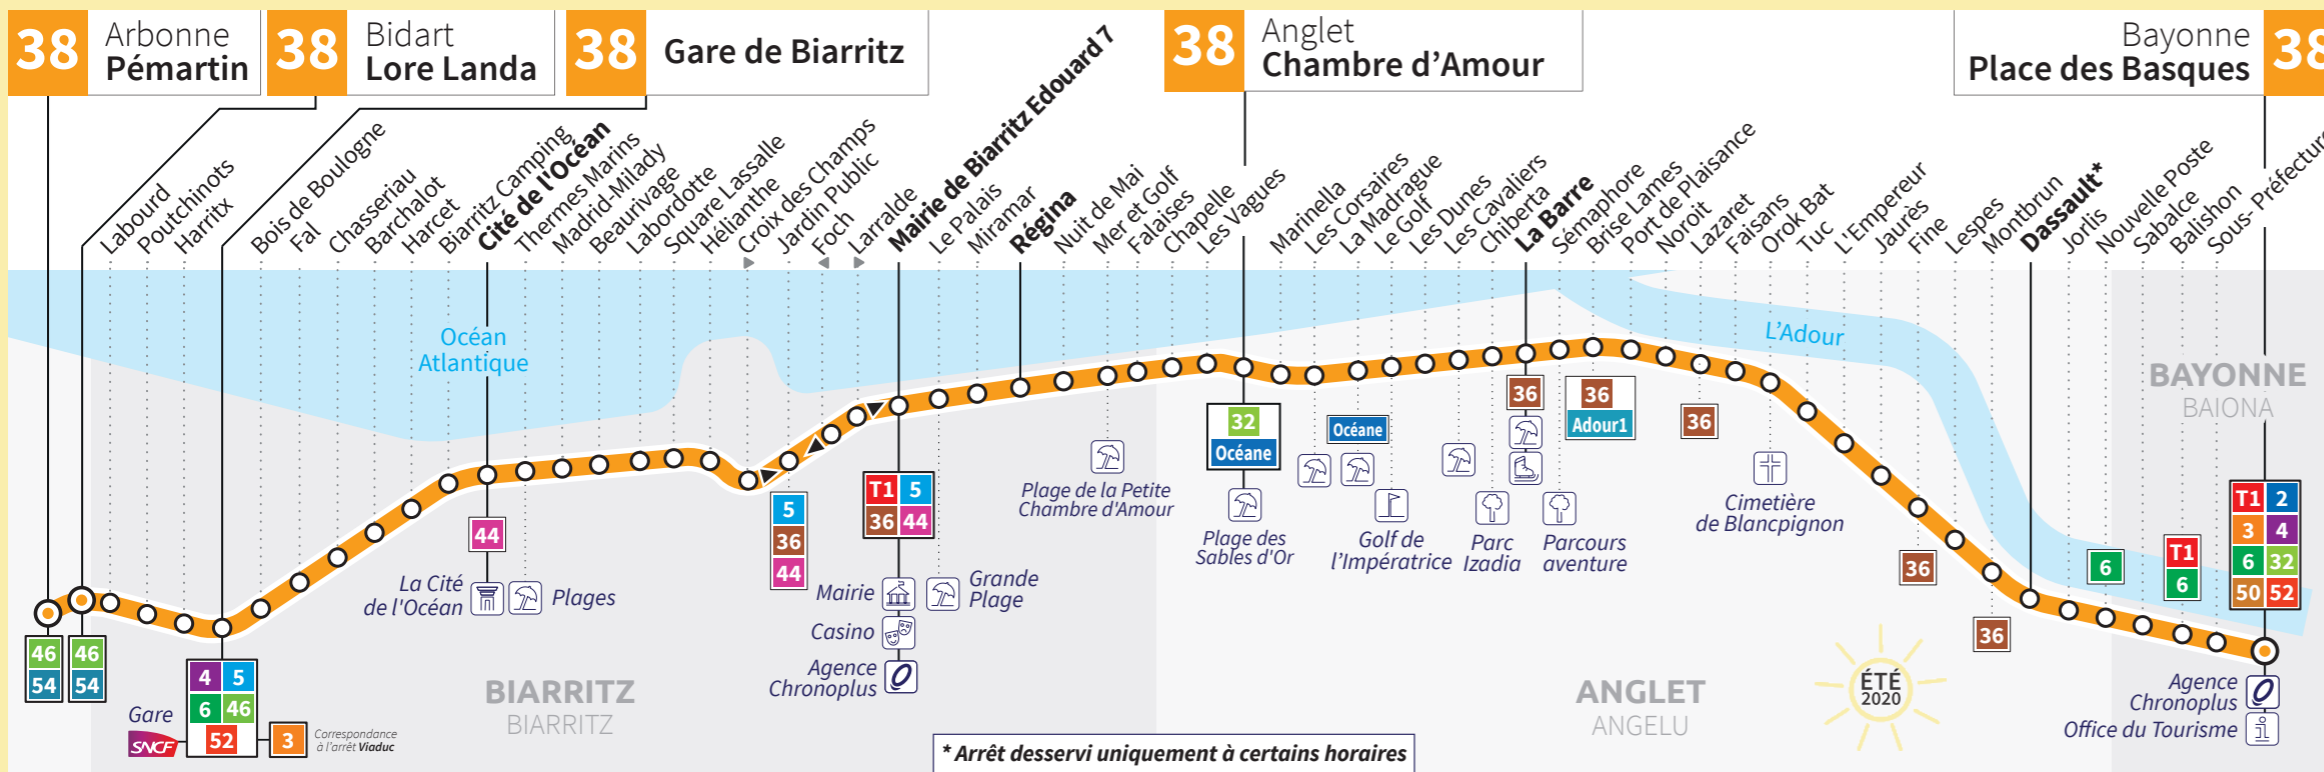 38
Arbonne
Pémartin
38
Bidart
Lore Landa
38
Gare de Biarritz
38
Anglet
Chambre d'Amour
Bayonne
Place des Basques
38
Labourd
Poutchinots
Harritx
Bois de Boulogne
Fal
Chasseriau
Barchalot
Harcet
Biarritz Camping
Cité de l'Océan
Thermes Marins
Madrid-Milady
Beaurivage
Labordotte
Square Lassalle
Hélianthe
Croix des Champs
Jardin Public
Foch
Larralde
Mairie de Biarritz Edouard 7
Le Palais
Miramar
Régina
Nuit de Mai
Mer et Golf
Falaises
Chapelle
Les Vagues
Marinella
Les Corsaires
La Madrague
Le Golf
Les Dunes
Les Cavaliers
Chiberta
La Barre
Sémaphore
Brise Lames
Port de Plaisance
Noroit
Lazaret
Faisans
Orok Bat
Tuc
L'Empereur
Jaurès
Fine
Lespes
Montbrun
Dassault*
Jorlis
Nouvelle Poste
Sabalce
Balishon
Sous- Préfecture
Océan
Atlantique
L'Adour
BAYONNE
BAIONA
46
54
46
54
4 5
6 46
52
3
Gare
SNCF
Correspondance
à l'arrêt Viaduc
44
La Cité
de l'Océan
Plages
BIARRITZ
BIARRITZ
5
36
44
T1 5
36 44
Mairie
Casino
Agence
Chronoplus
Grande
Plage
Plage de la Petite
Chambre d'Amour
32
Océane
Plage des
Sables d'Or
Océane
Golf de
l'Impératrice
Parc
Izadia
36
Parcours
aventure
36
Adour1
36
Cimetière
de Blancpignon
36
36
ANGLET
ANGELU
ÉTÉ
2020
6
T1
6
T1 2
3 4
6 32
50 52
Agence
Chronoplus
Office du Tourisme
* Arrêt desservi uniquement à certains horaires